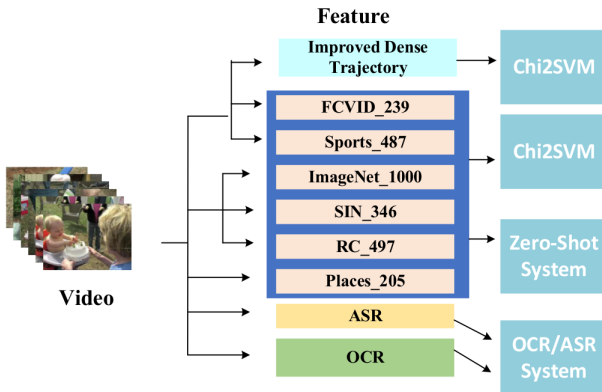 Feature
Improved Dense
Trajectory
Chi2SVM
FCVID_239
Sports_487
ImageNet_1000
SIN_346
RC_497
Places_205
Chi2SVM
Zero-Shot
System
Video
ASR
OCR
OCR/ASR
System